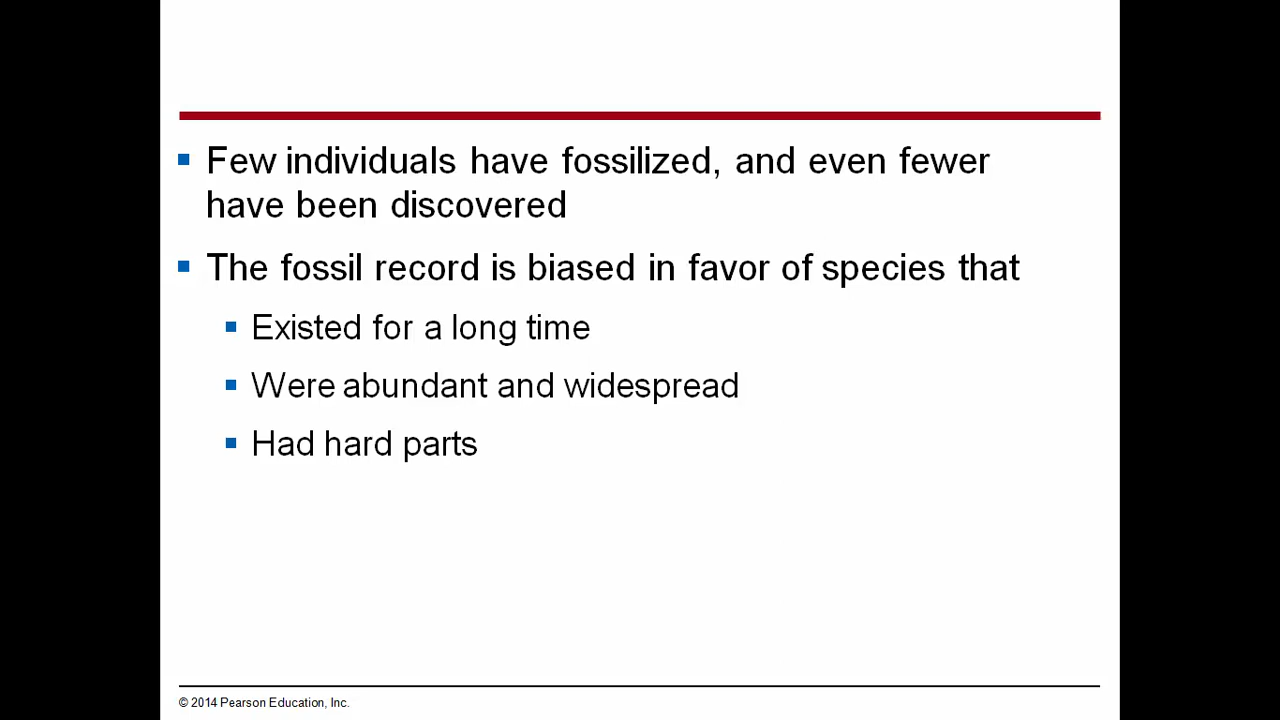 Few individuals have fossilized, and even fewer
have been discovered
The fossil record is biased in favor of species that
Existed for a long time
Were abundant and widespread
Had hard parts
© 2014 Pearson Education, Inc.